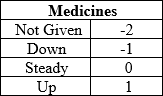 Medicines
Not Given -2
Down -1
Steady 0
Up 1